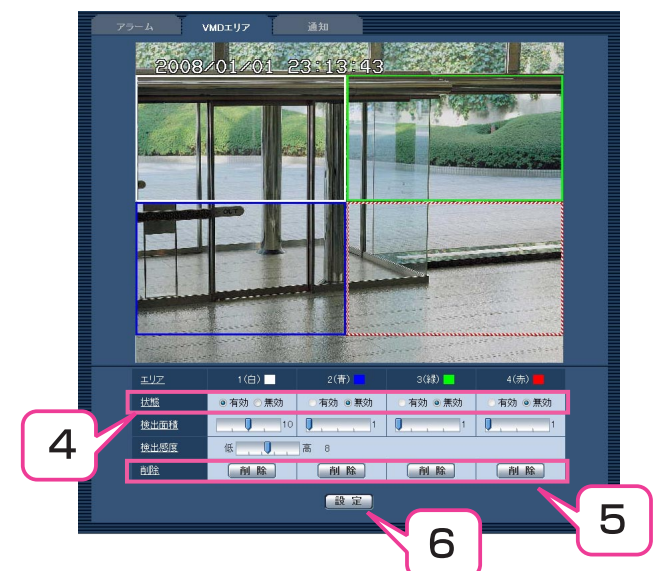 アラーム VMDエリア 通知
2008/01/01 23:13:43
OUT
エリア 1(白) 2(青) 3(緑) 4(赤)
状態 有効 無効 有効 無効 有効 無効 有効 無効
検出面積 10 1 1 1
検出感度 低 高 8
削除 削除 削除 削除 削除
設定
4
5
6